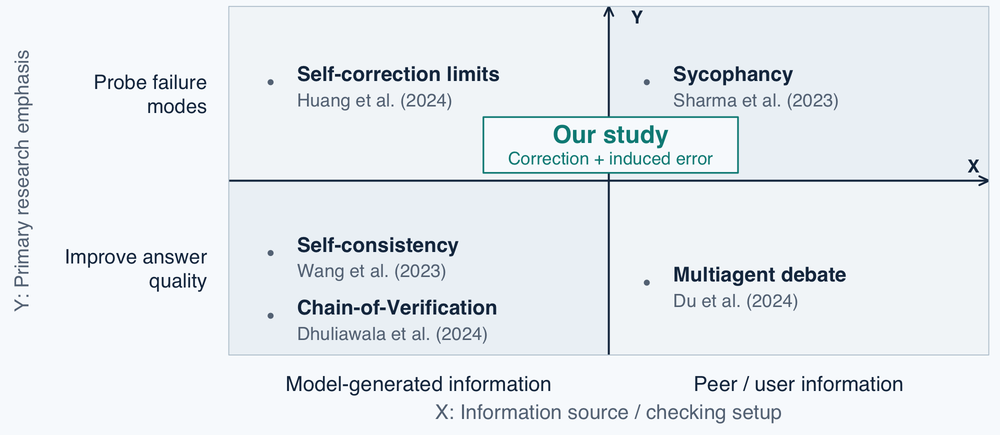 Y
Y: Primary research emphasis
Probe failure
modes
Self-correction limits
Huang et al. (2024)
Sycophancy
Sharma et al. (2023)
Our study
Correction + induced error
X
Improve answer
quality
Self-consistency
Wang et al. (2023)
Chain-of-Verification
Dhuliawala et al. (2024)
Multiagent debate
Du et al. (2024)
Model-generated information
Peer / user information
X: Information source / checking setup